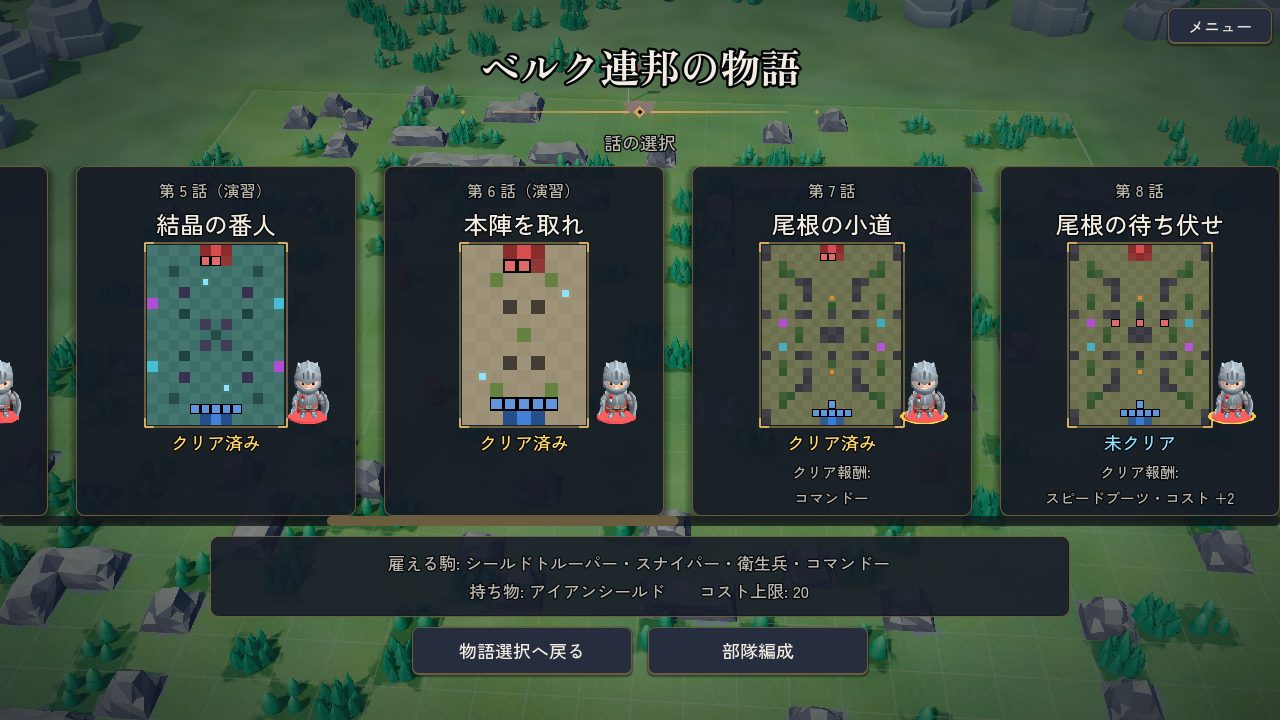 メニュー
ベルク連邦の物語
話の選択
第5話（演習）
結晶の番人
クリア済み
第6話（演習）
本陣を取れ
クリア済み
第7話
尾根の小道
クリア済み
クリア報酬:
コマンドー
第8話
尾根の待ち伏せ
未クリア
クリア報酬:
スピードブーツ・コスト +2
雇える駒: シールドトルーパー・スナイパー・衛生兵・コマンドー
持ち物: アイアンシールド コスト上限: 20
物語選択へ戻る
部隊編成